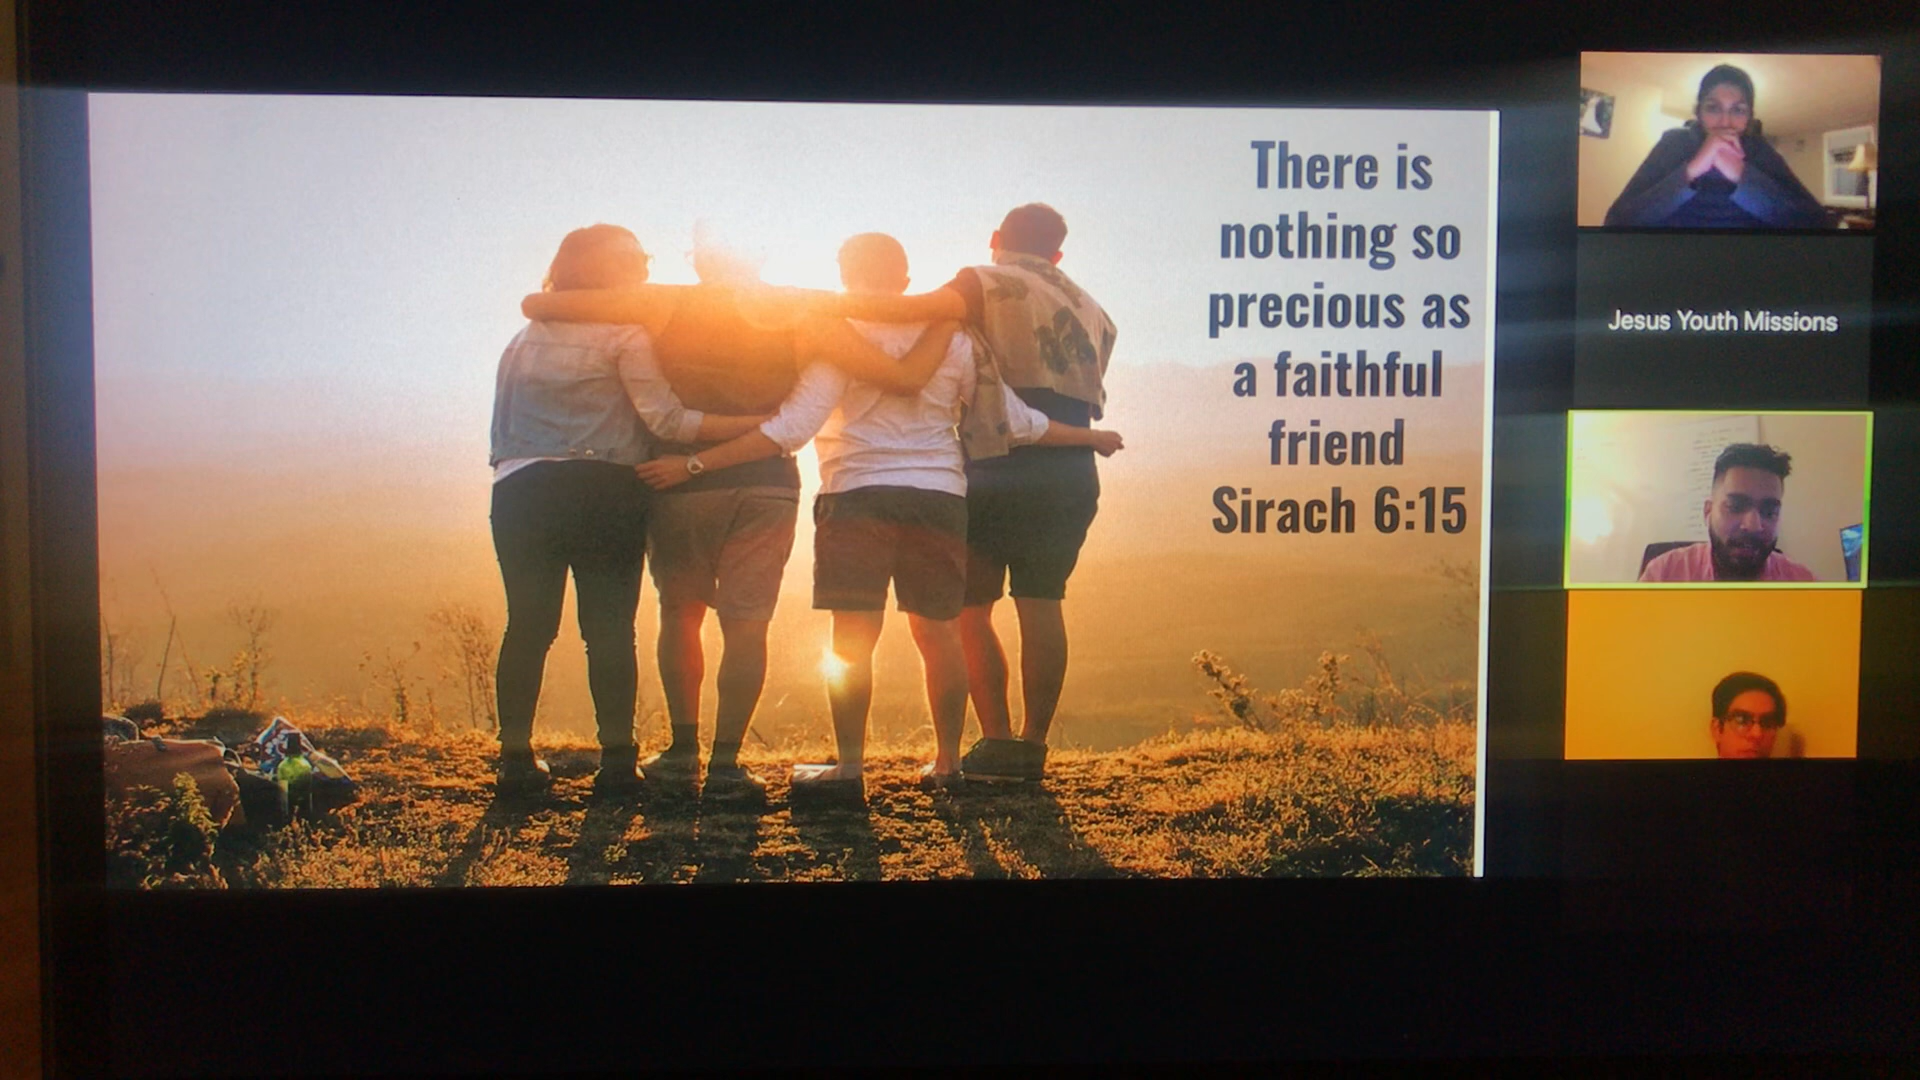 There is
nothing so
precious as
a faithful
friend
Sirach 6:15
Jesus Youth Missions